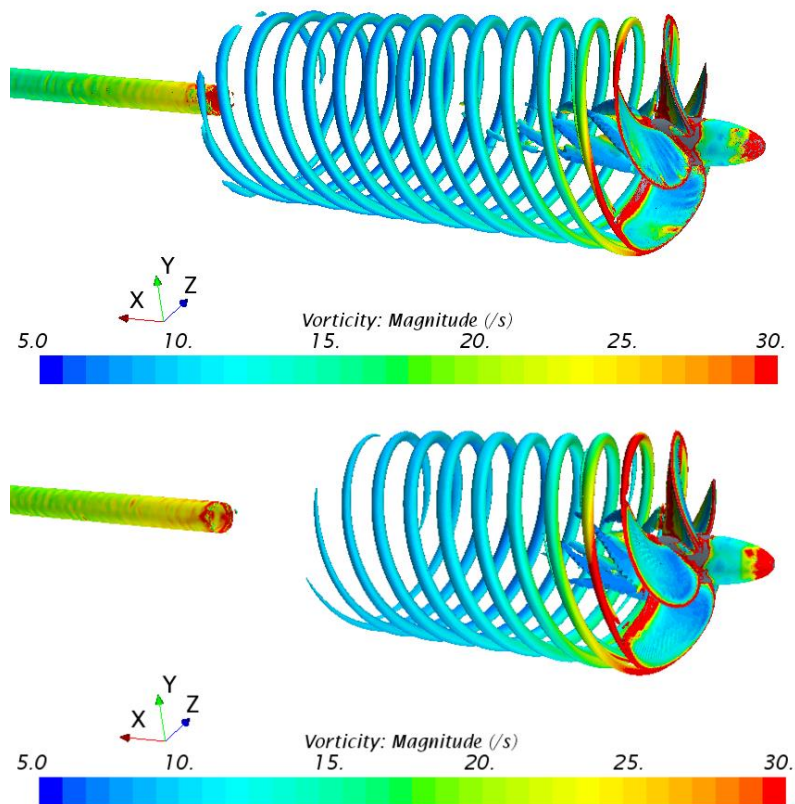 Y
Z
X
Vorticity: Magnitude (/s)
5.0 10. 15. 20. 25. 30.
Y
Z
X
Vorticity: Magnitude (/s)
5.0 10. 15. 20. 25. 30.